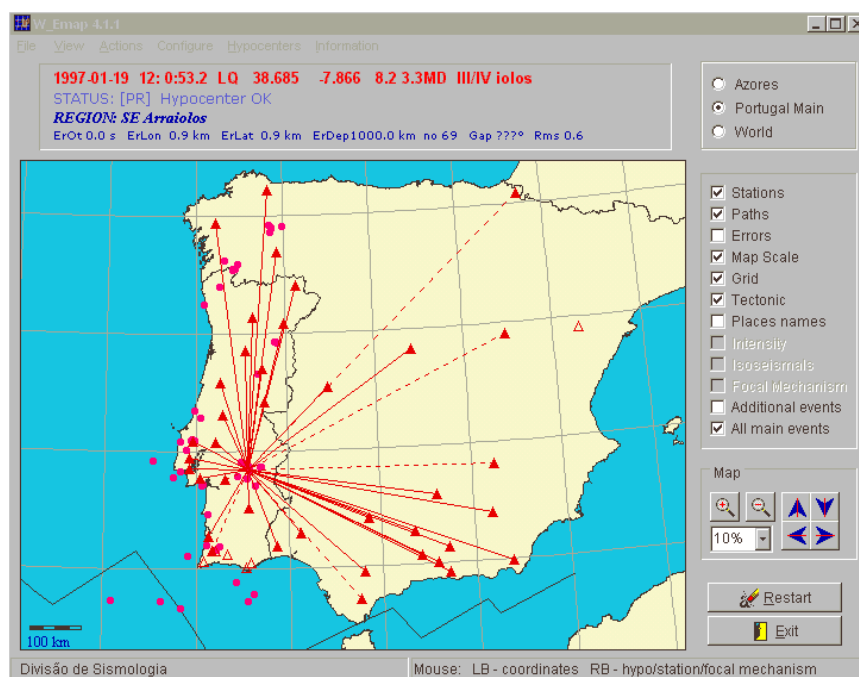 W_Emap 4.1.1
File View Actions Configure Hypocenters Information
1997-01-19 12: 0:53.2 LQ 38.685 -7.866 8.2 3.3MD III/IV iolos
STATUS: [PR] Hypocenter OK
REGION: SE Arraiolos
ErOt 0.0 s ErLon 0.9 km ErLat 0.9 km ErDep1000.0 km no 69 Gap ???º Rms 0.6
Azores
Portugal Main
World
Stations
Paths
Errors
Map Scale
Grid
Tectonic
Places names
Intensity
Isoseismals
Focal Mechanism
Additional events
All main events
Map
10%
Restart
Exit
100 km
Divisão de Sismologia
Mouse: LB - coordinates RB - hypo/station/focal mechanism